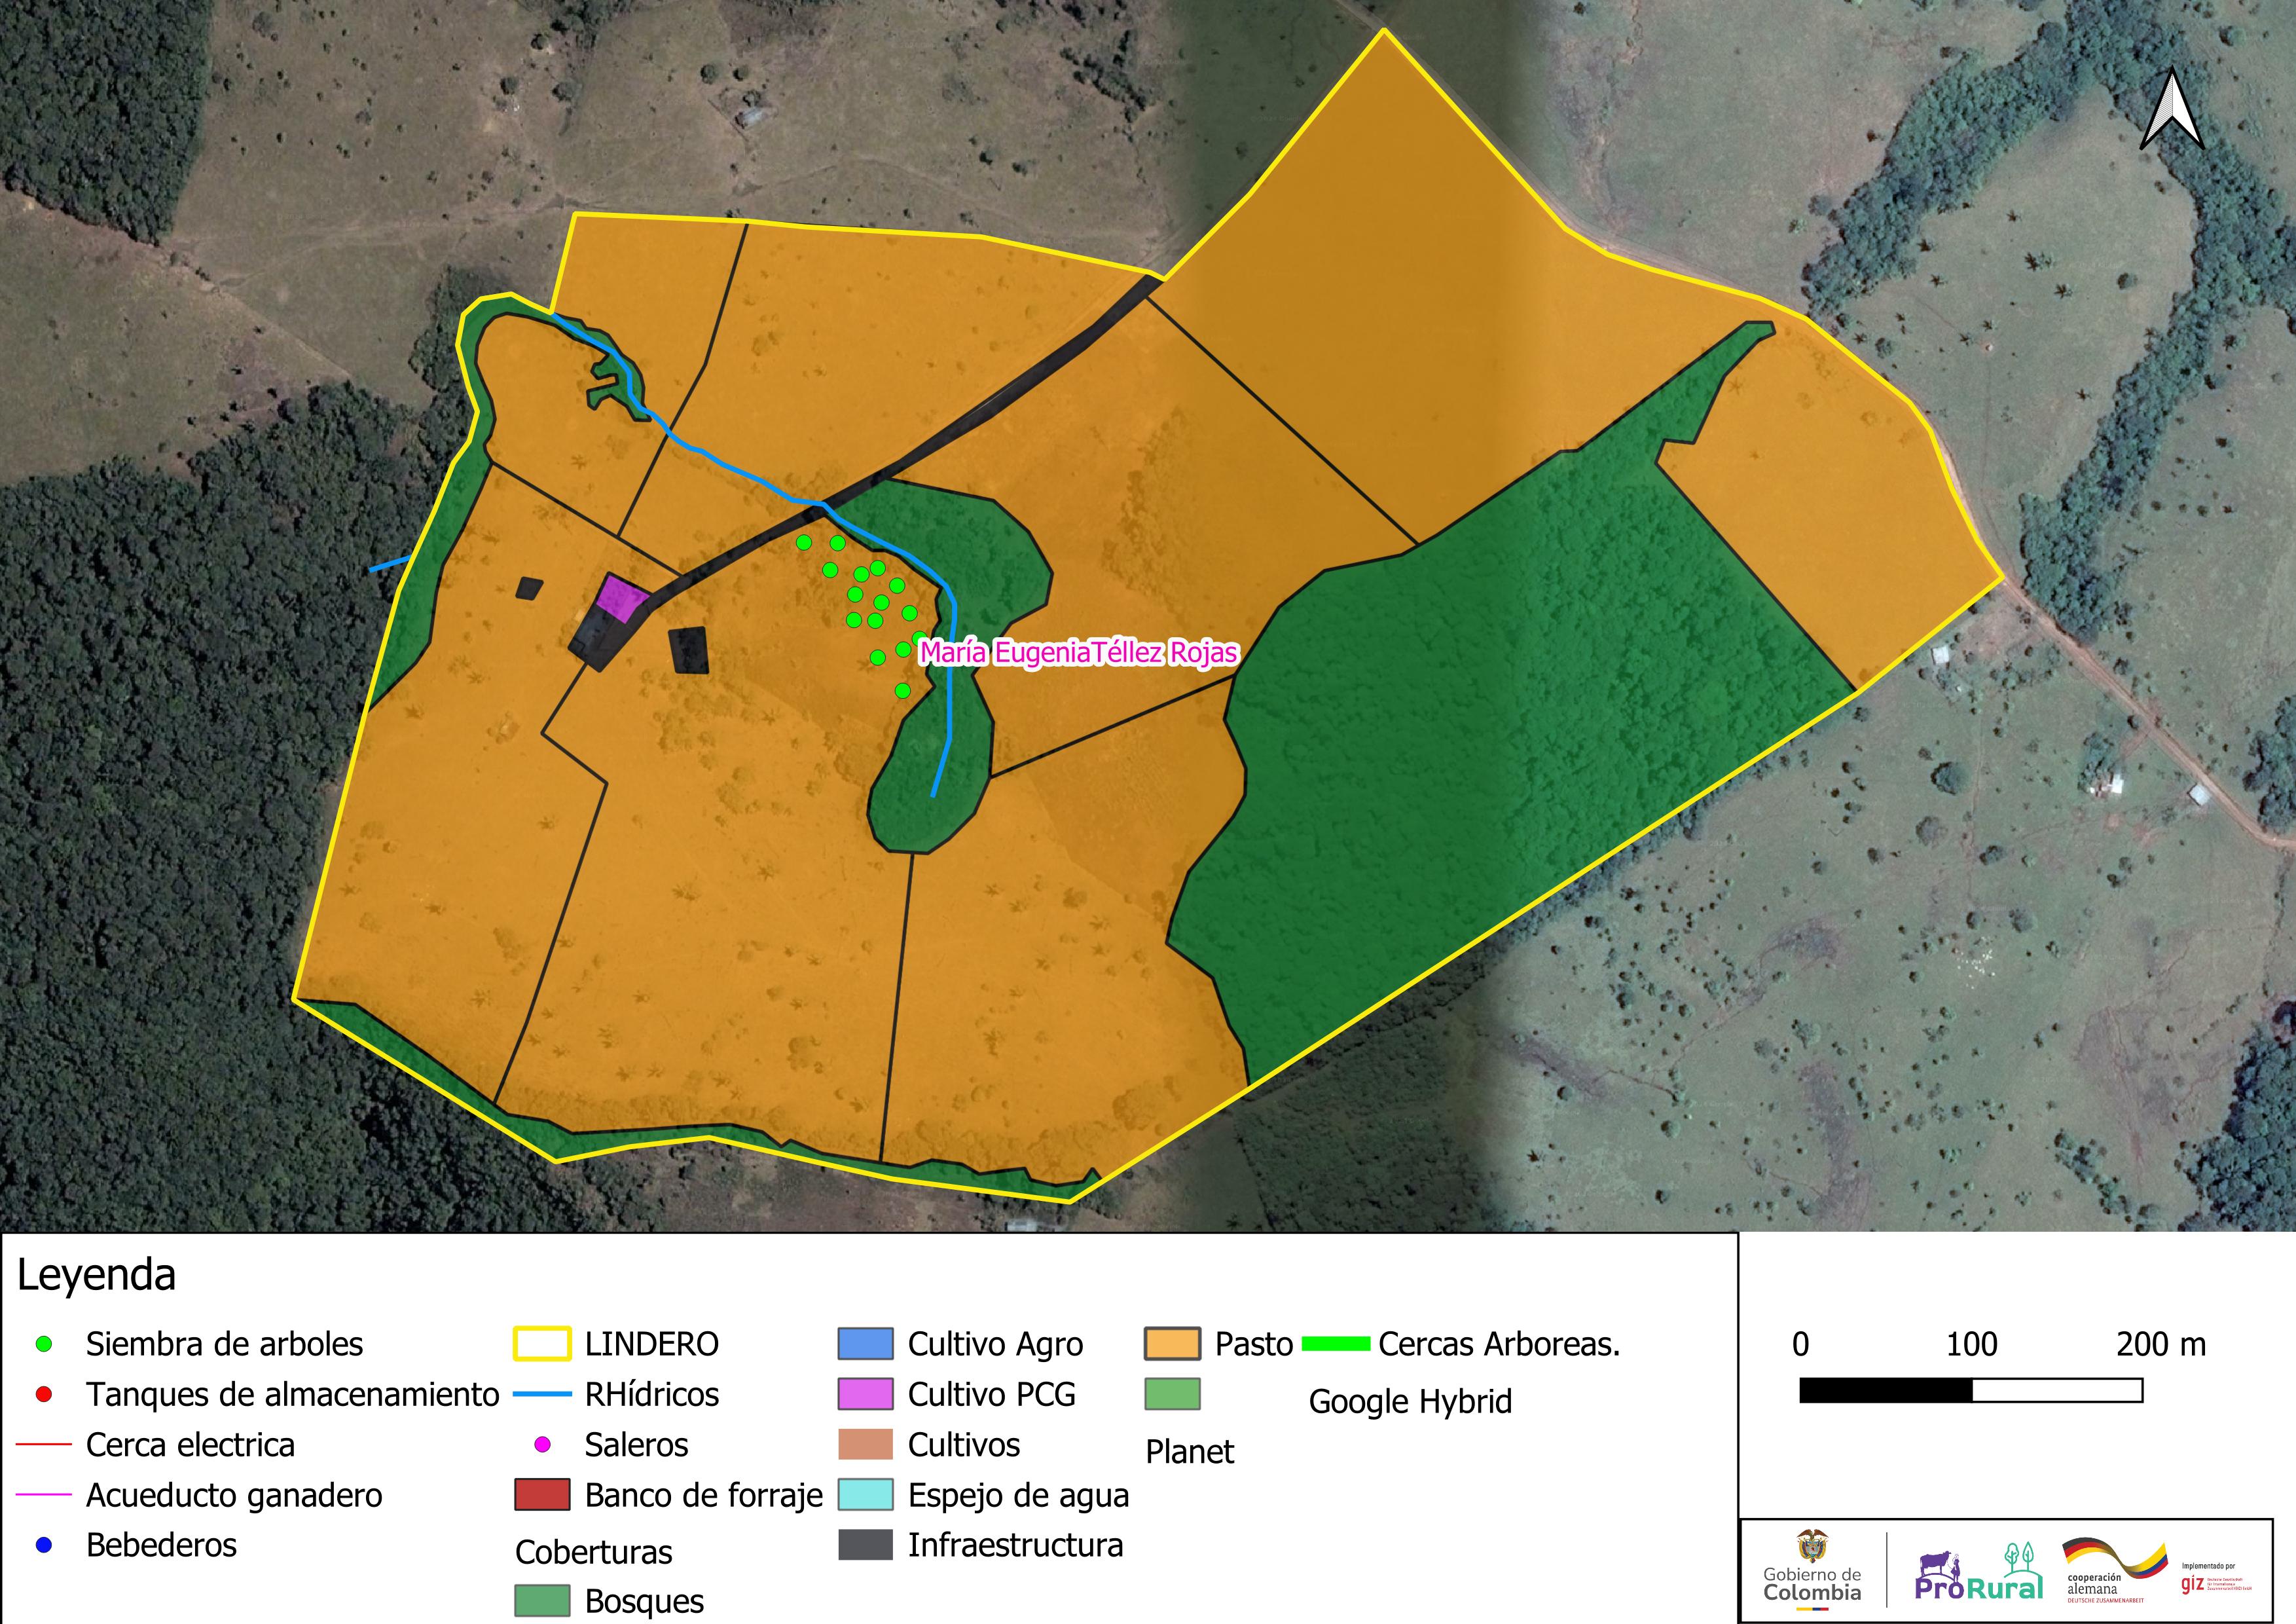 María EugeniaTéllez Rojas
Leyenda
Siembra de arboles
Tanques de almacenamiento
Cerca electrica
Acueducto ganadero
Bebederos
LINDERO
RHídricos
Saleros
Banco de forraje
Coberturas
Bosques
Cultivo Agro
Cultivo PCG
Cultivos
Espejo de agua
Infraestructura
Pasto
Planet
Cercas Arboreas.
Google Hybrid
0 100 200 m
Gobierno de
Colombia
ProRural
cooperación
alemana
DEUTSCHE ZUSAMMENARBEIT
Implementado por
giz